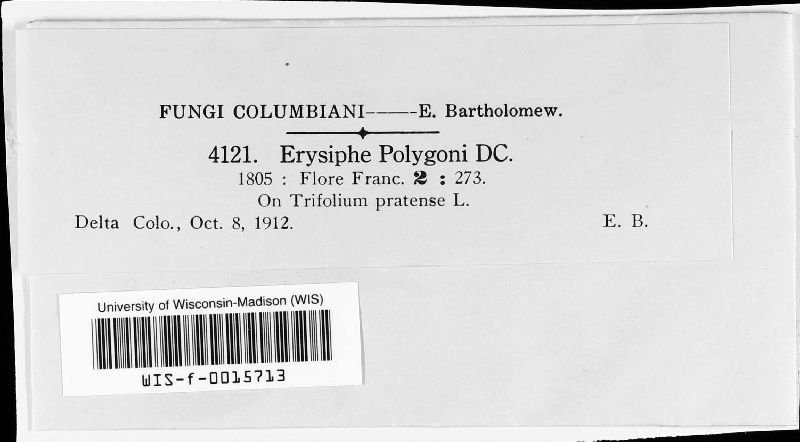 FUNGI COLUMBIANI——E. Bartholomew.
4121. Erysiphe Polygoni DC.
1805 : Flore Franc. 2 : 273.
On Trifolium pratense L.
Delta Colo., Oct. 8, 1912. E. B.
University of Wisconsin-Madison (WIS)
WIS-f-0015713